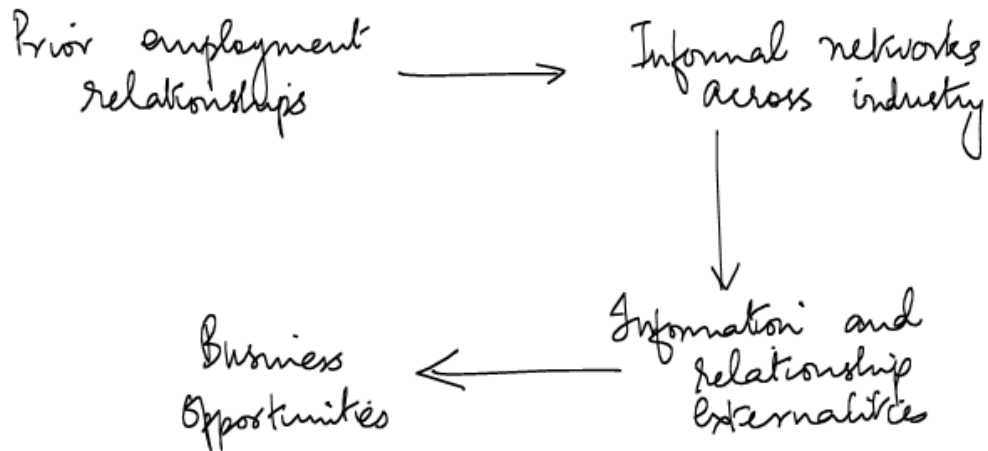 Prior employment
relationships
Informal networks
across industry
Information and
relationship
externalities
Business
Opportunities